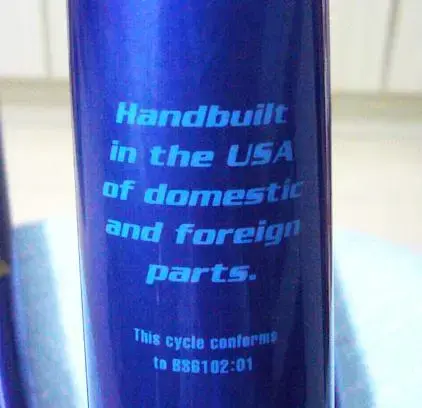 Handbuilt
in the USA
of domestic
and foreign
parts.
This cycle conforms
to BS6102:01